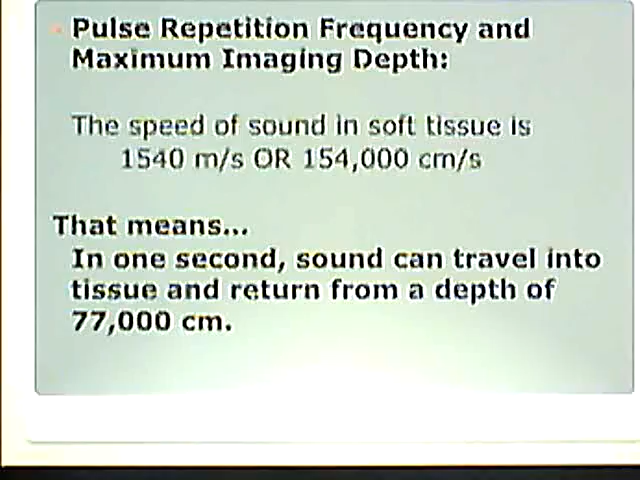 Pulse Repetition Frequency and
Maximum Imaging Depth:
The speed of sound in soft tissue is
1540 m/s OR 154,000 cm/s
That means...
In one second, sound can travel into
tissue and return from a depth of
77,000 cm.